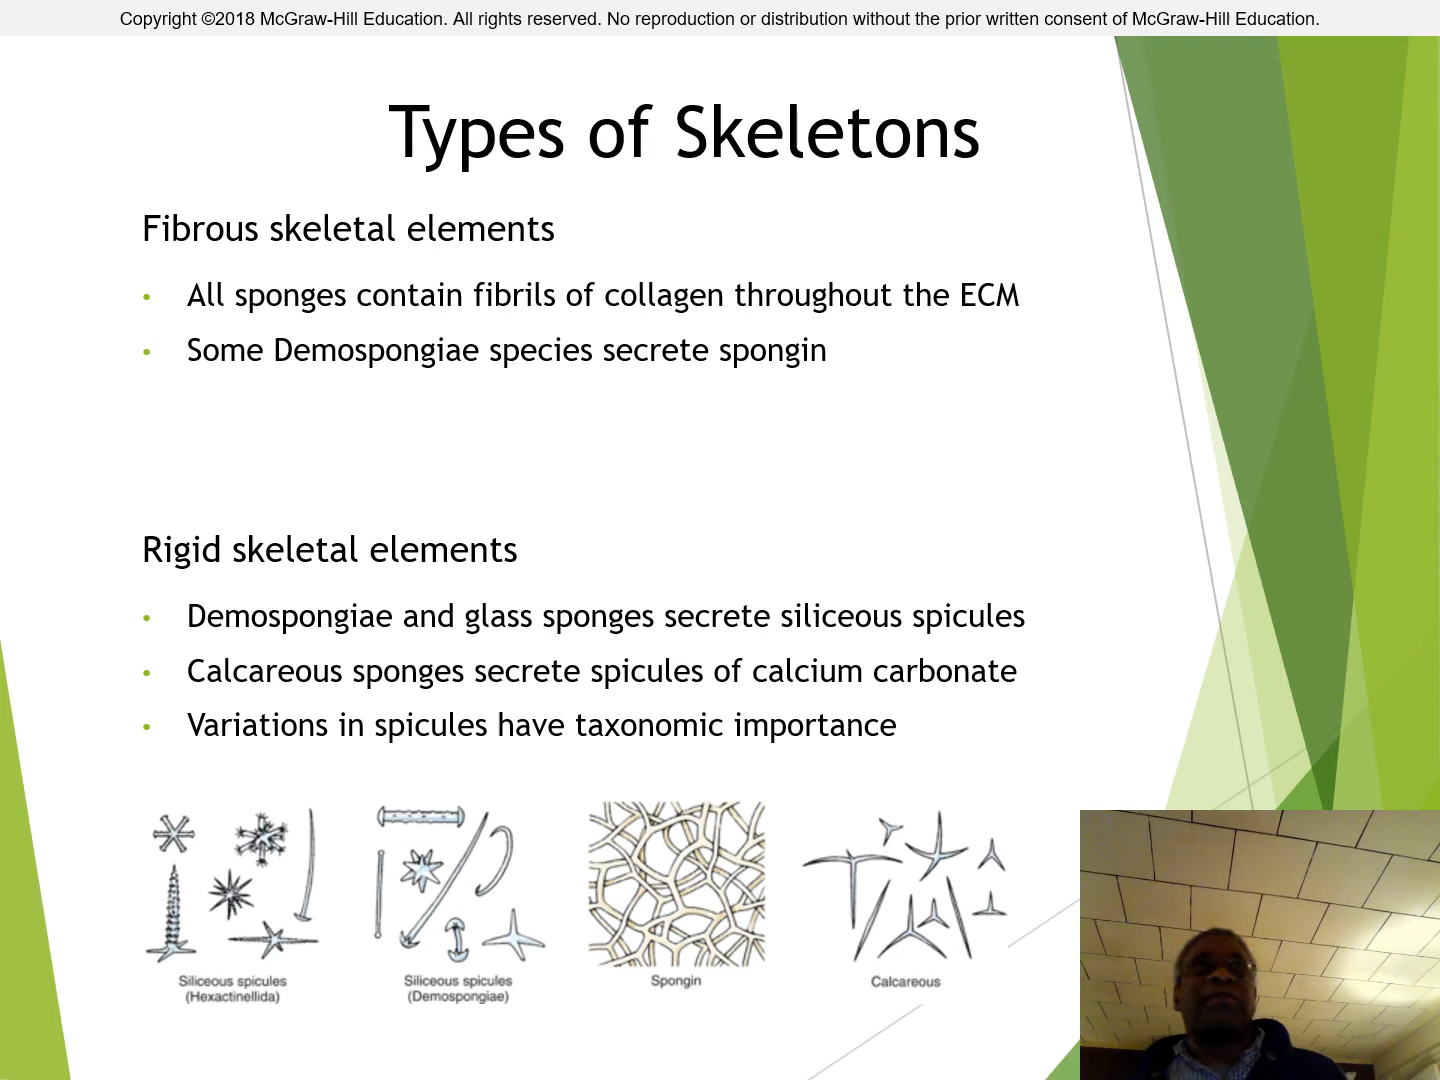 Copyright ©2018 McGraw-Hill Education. All rights reserved. No reproduction or distribution without the prior written consent of McGraw-Hill Education.
Types of Skeletons
Fibrous skeletal elements
• All sponges contain fibrils of collagen throughout the ECM
• Some Demospongiae species secrete spongin
Rigid skeletal elements
• Demospongiae and glass sponges secrete siliceous spicules
• Calcareous sponges secrete spicules of calcium carbonate
• Variations in spicules have taxonomic importance
Siliceous spicules
(Hexactinellida)
Siliceous spicules
(Demospongiae)
Spongin
Calcareous